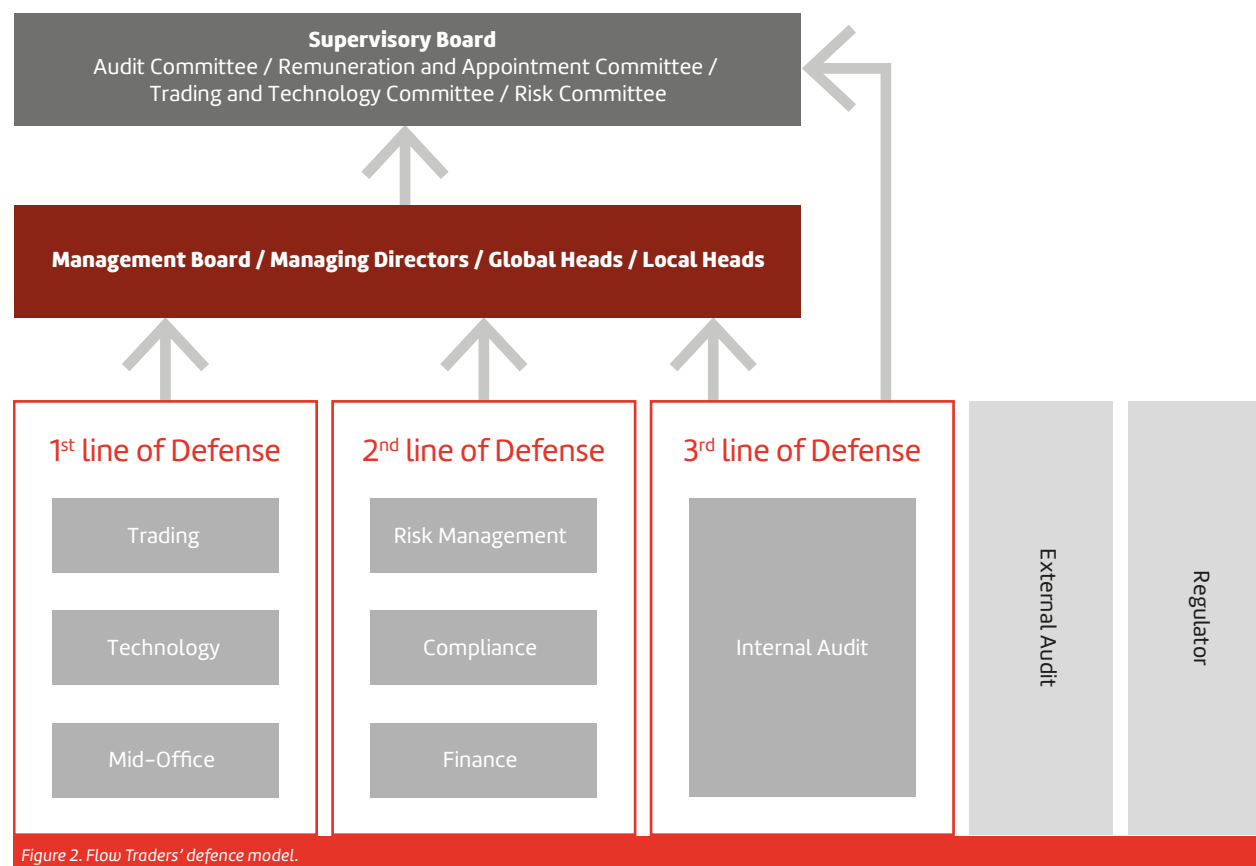 Supervisory Board
Audit Committee / Remuneration and Appointment Committee /
Trading and Technology Committee / Risk Committee
Management Board / Managing Directors / Global Heads / Local Heads
1st line of Defense
Trading
Technology
Mid-Office
2nd line of Defense
Risk Management
Compliance
Finance
3rd line of Defense
Internal Audit
External Audit
Regulator
Figure 2. Flow Traders' defence model.